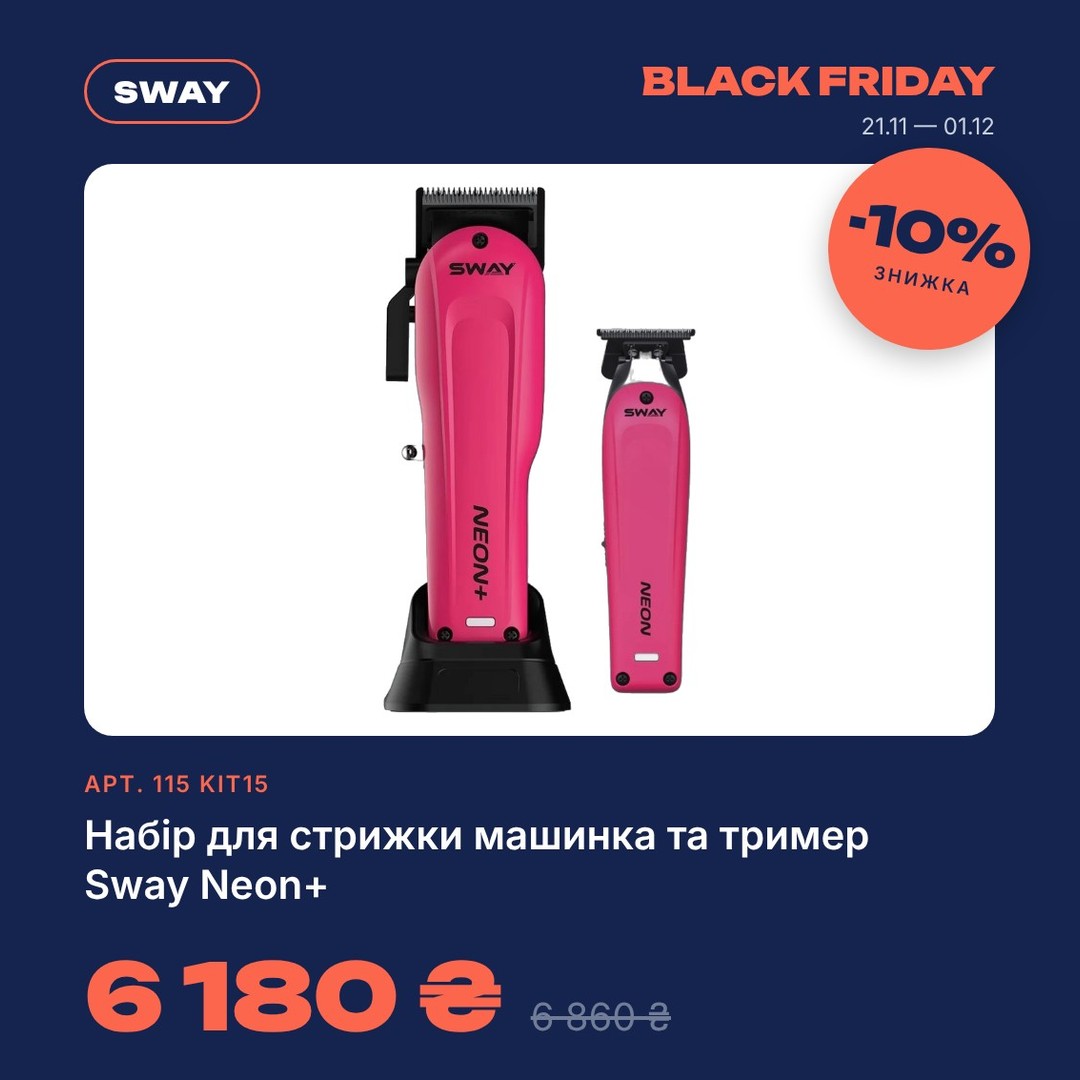 SWAY
BLACK FRIDAY
21.11 — 01.12
-10%
ЗНИЖКА
SWAY
NEON+
SWAY
NEON
АРТ. 115 KIT15
Набір для стрижки машинка та тример
Sway Neon+
6 180 ₴
6 860 ₴